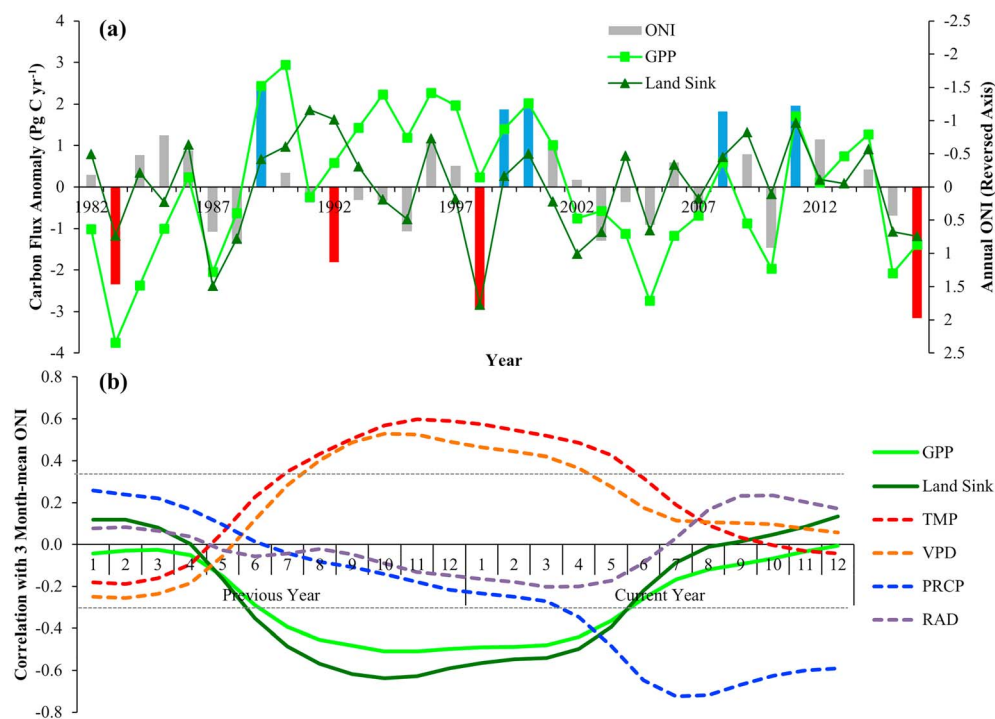 (a)
4
3
2
1
0
-1
-2
-3
-4
Carbon Flux Anomaly (Pg C yr⁻¹)
-2.5
-2
-1.5
-1
-0.5
0
0.5
1
1.5
2
2.5
Annual ONI (Reversed Axis)
ONI
GPP
Land Sink
1982 1987 1992 1997 2002 2007 2012
Year
(b)
0.8
0.6
0.4
0.2
0.0
-0.2
-0.4
-0.6
-0.8
Correlation with 3 Month-mean ONI
1 2 3 4 5 6 7 8 9 10 11 12 1 2 3 4 5 6 7 8 9 10 11 12
Previous Year Current Year
GPP
Land Sink
TMP
VPD
PRCP
RAD